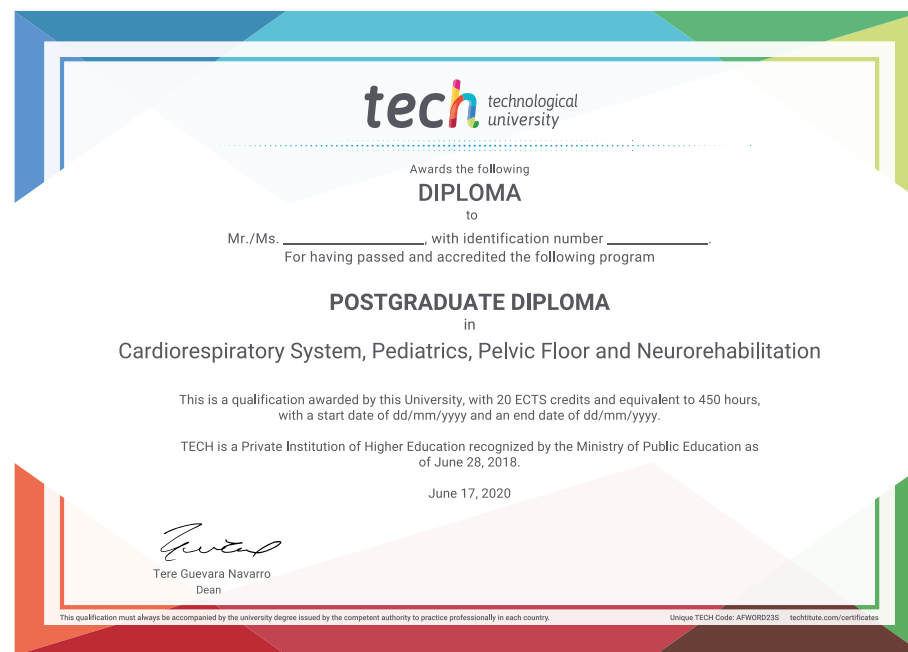 tech technological
university
Awards the following
DIPLOMA
to
Mr./Ms. ____________________, with identification number ______________.
For having passed and accredited the following program
POSTGRADUATE DIPLOMA
in
Cardiorespiratory System, Pediatrics, Pelvic Floor and Neurorehabilitation
This is a qualification awarded by this University, with 20 ECTS credits and equivalent to 450 hours,
with a start date of dd/mm/yyyy and an end date of dd/mm/yyyy.
TECH is a Private Institution of Higher Education recognized by the Ministry of Public Education as
of June 28, 2018.
June 17, 2020
Tere Guevara Navarro
Dean
This qualification must always be accompanied by the university degree issued by the competent authority to practice professionally in each country.
Unique TECH Code: AFWORD23S techtitute.com/certificates